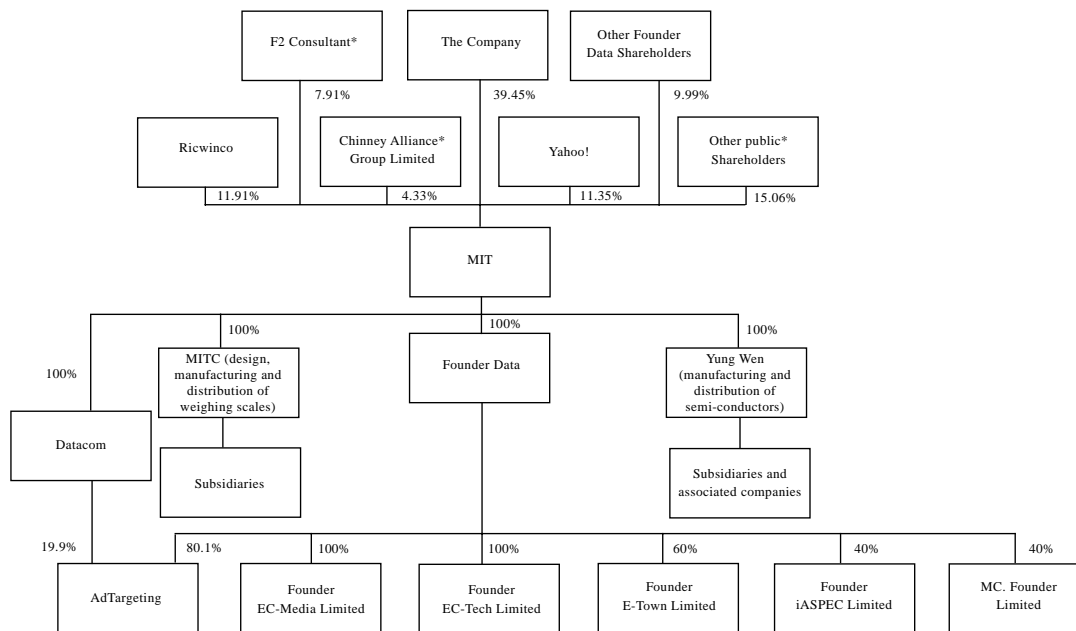 F2 Consultant*
The Company
Other Founder
Data Shareholders
7.91%
39.45%
9.99%
Ricwinco
Chinney Alliance*
Group Limited
Yahoo!
Other public*
Shareholders
11.91%
4.33%
11.35%
15.06%
MIT
100%
100%
100%
100%
MITC (design,
manufacturing and
distribution of
weighing scales)
Founder Data
Yung Wen
(manufacturing and
distribution of
semi-conductors)
Datacom
Subsidiaries
Subsidiaries and
associated companies
19.9%
80.1%
100%
100%
60%
40%
40%
AdTargeting
Founder
EC-Media Limited
Founder
EC-Tech Limited
Founder
E-Town Limited
Founder
iASPEC Limited
MC. Founder
Limited